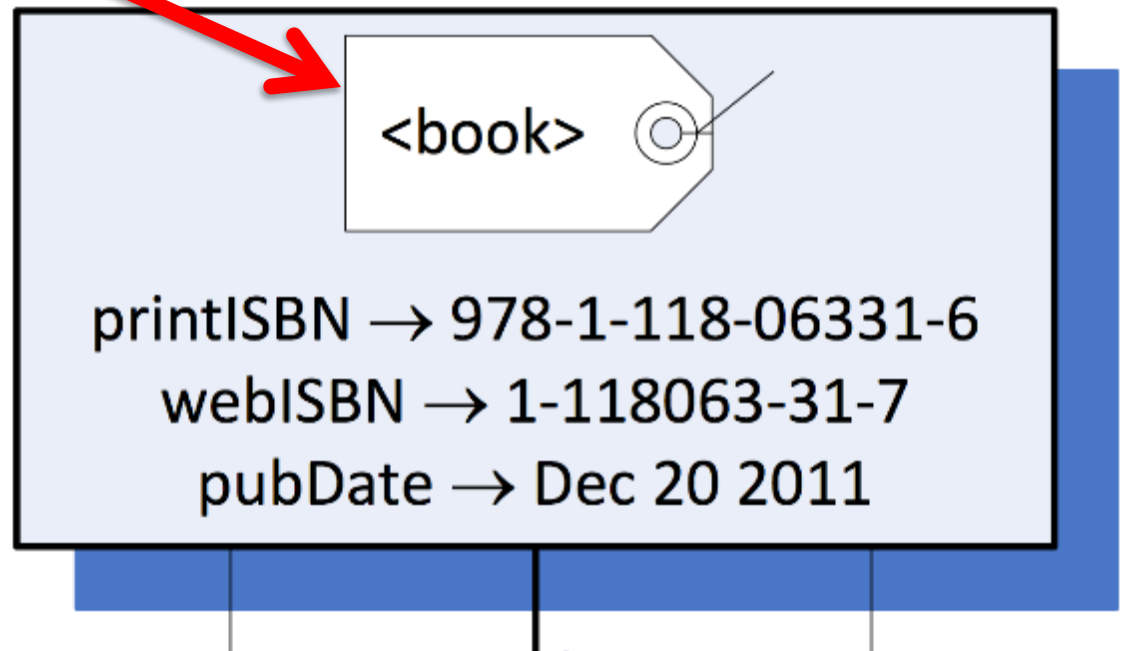 <book>
printISBN → 978-1-118-06331-6
webISBN → 1-118063-31-7
pubDate → Dec 20 2011